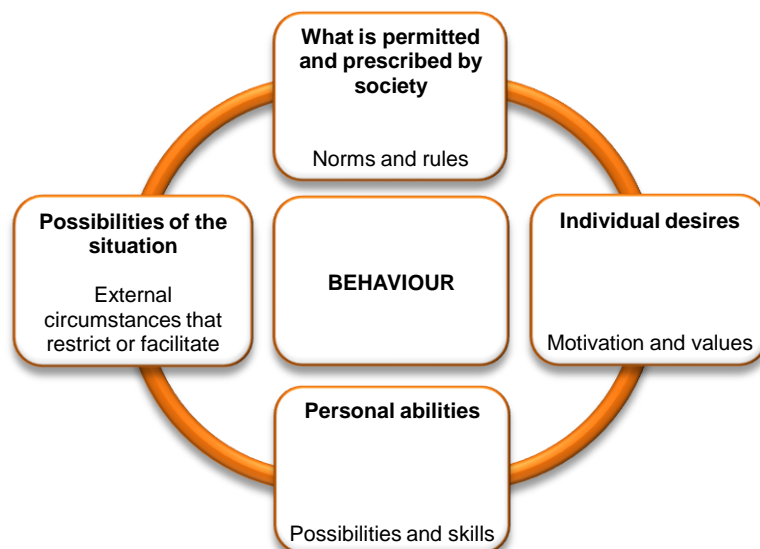 What is permitted
and prescribed by
society
Norms and rules
Possibilities of the
situation
External
circumstances that
restrict or facilitate
BEHAVIOUR
Individual desires
Motivation and values
Personal abilities
Possibilities and skills